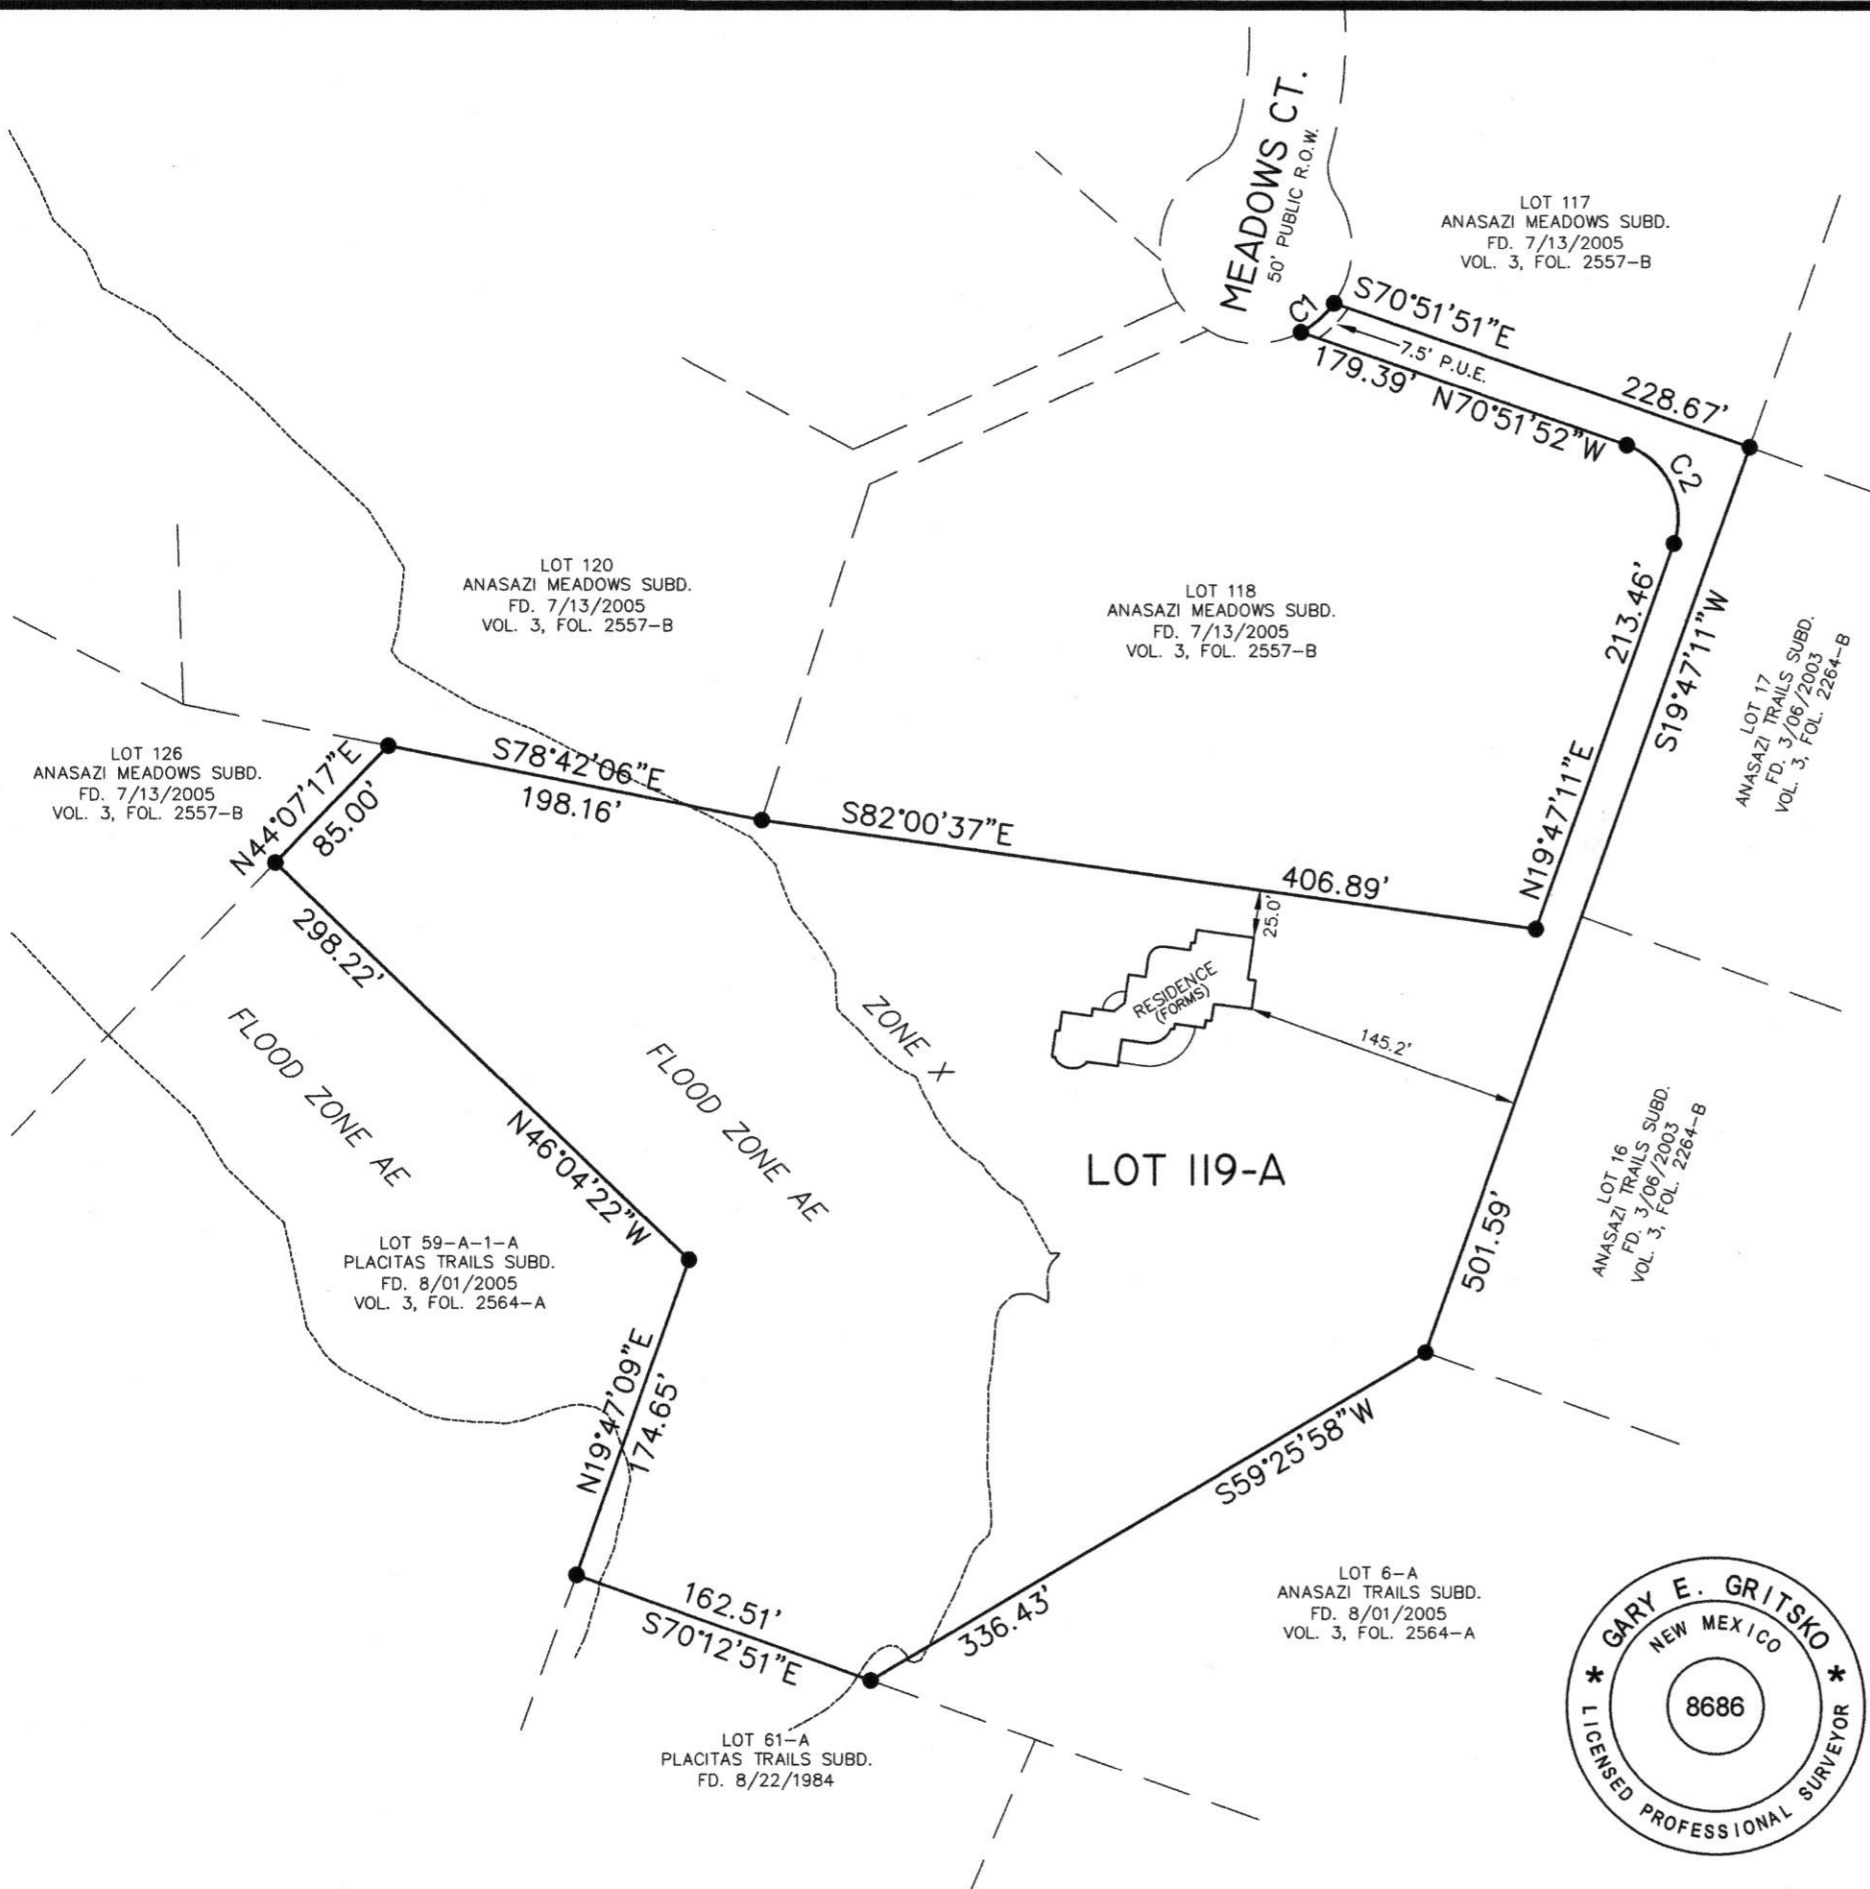 MEADOWS CT.
50' PUBLIC R.O.W.
LOT 117
ANASAZI MEADOWS SUBD.
FD. 7/13/2005
VOL. 3, FOL. 2557-B
C1
S70°51'51"E
228.67'
7.5' P.U.E.
179.39' N70°51'52"W
C2
LOT 120
ANASAZI MEADOWS SUBD.
FD. 7/13/2005
VOL. 3, FOL. 2557-B
LOT 118
ANASAZI MEADOWS SUBD.
FD. 7/13/2005
VOL. 3, FOL. 2557-B
213.46'
N19°47'11"E
S19°47'11"W
501.59'
LOT 17
ANASAZI TRAILS SUBD.
FD. 3/06/2003
VOL. 3, FOL. 2264-B
LOT 126
ANASAZI MEADOWS SUBD.
FD. 7/13/2005
VOL. 3, FOL. 2557-B
N44°07'17"E
85.00'
S78°42'06"E
198.16'
S82°00'37"E
406.89'
25.0'
RESIDENCE
(FORMS)
145.2'
298.22'
N46°04'22"W
FLOOD ZONE AE
FLOOD ZONE AE
ZONE X
LOT 119-A
LOT 16
ANASAZI TRAILS SUBD.
FD. 3/06/2003
VOL. 3, FOL. 2264-B
LOT 59-A-1-A
PLACITAS TRAILS SUBD.
FD. 8/01/2005
VOL. 3, FOL. 2564-A
N19°47'09"E
174.65'
S59°25'58"W
336.43'
162.51'
S70°12'51"E
LOT 6-A
ANASAZI TRAILS SUBD.
FD. 8/01/2005
VOL. 3, FOL. 2564-A
LOT 61-A
PLACITAS TRAILS SUBD.
FD. 8/22/1984
* GARY E. GRITSKO *
NEW MEXICO
8686
LICENSED PROFESSIONAL SURVEYOR